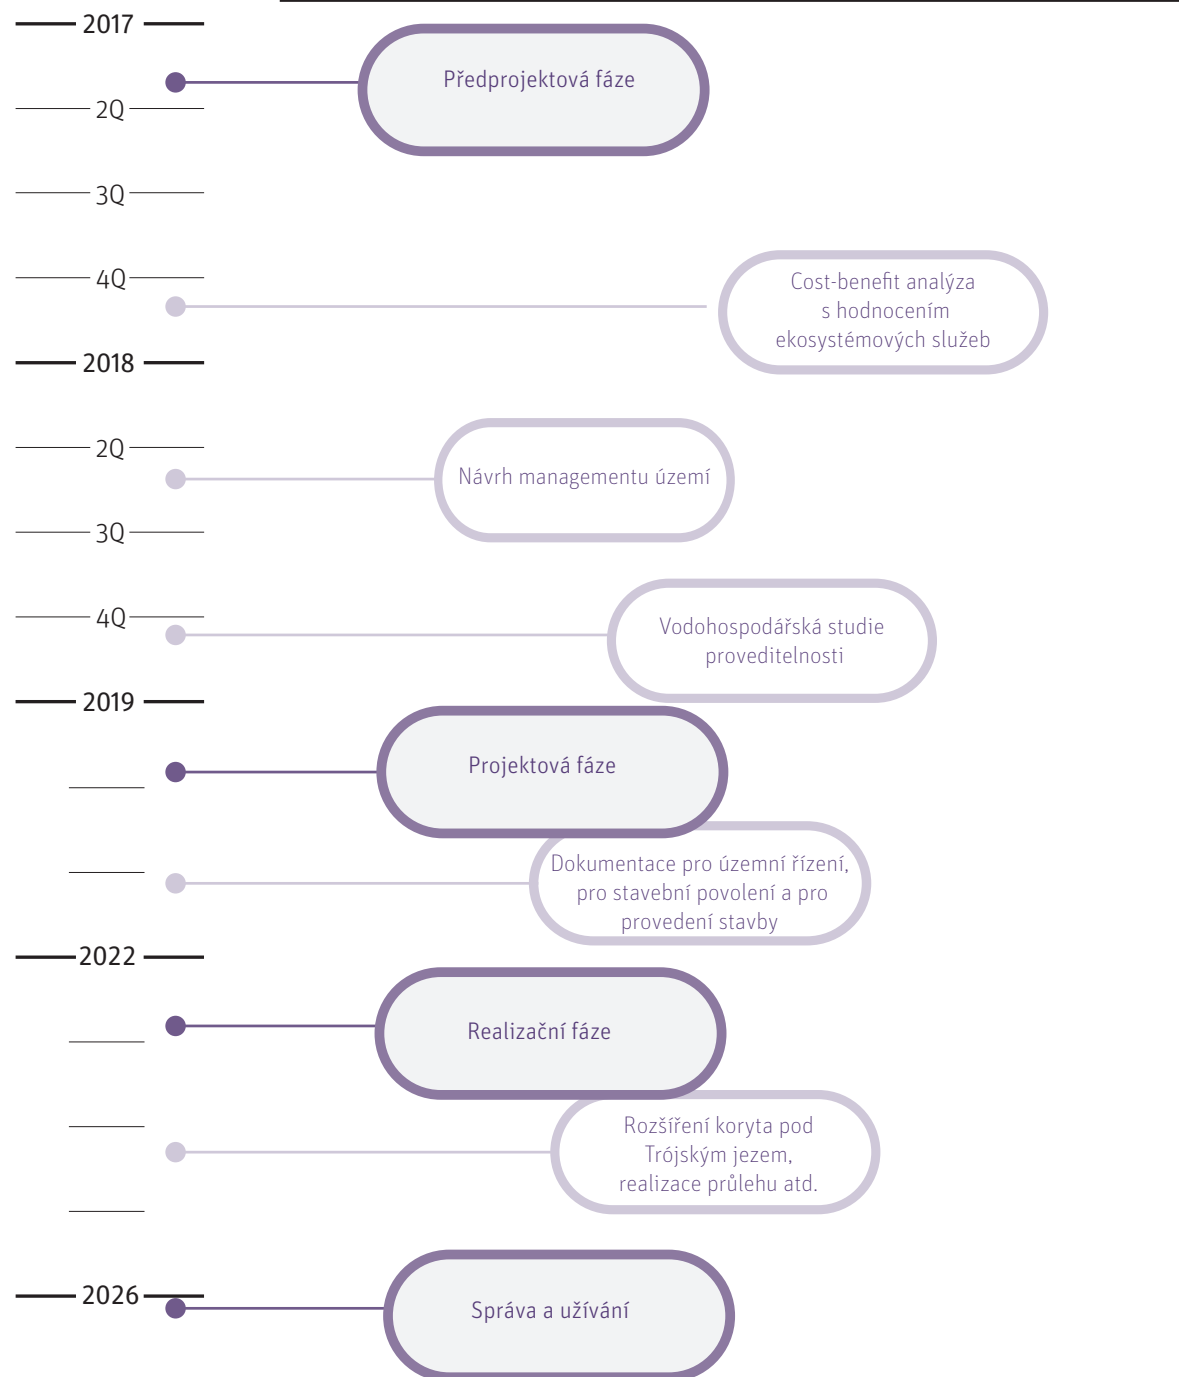 2017
Předprojektová fáze
2Q
3Q
4Q
Cost-benefit analýza
s hodnocením
ekosystémových služeb
2018
2Q
Návrh managementu území
3Q
4Q
Vodohospodářská studie
proveditelnosti
2019
Projektová fáze
Dokumentace pro územní řízení,
pro stavební povolení a pro
provedení stavby
2022
Realizační fáze
Rozšíření koryta pod
Trójským jezem,
realizace průlehu atd.
2026
Správa a užívání